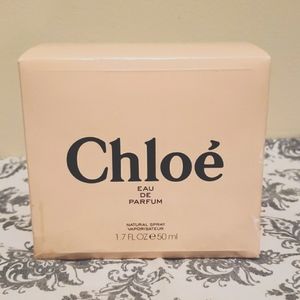 Chloé
EAU
DE
PARFUM
NATURAL SPRAY
VAPORISATEUR
1.7 FL OZ ℮ 50 ml